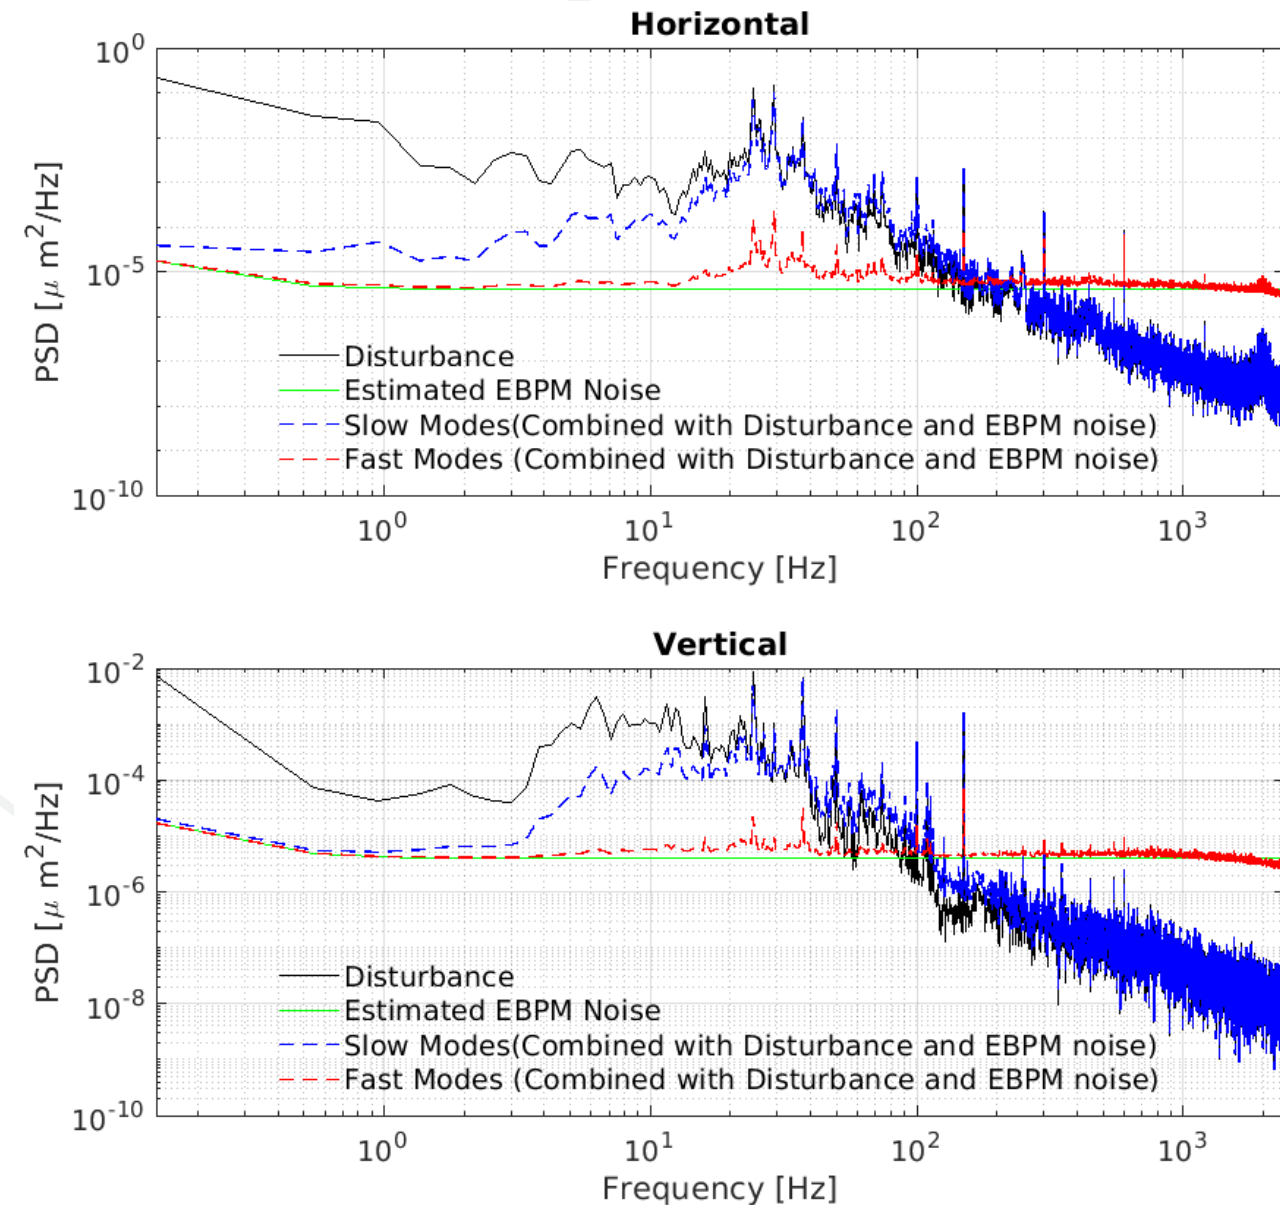 Horizontal
10^0
10^-5
10^-10
PSD [μ m^2/Hz]
Disturbance
Estimated EBPM Noise
Slow Modes(Combined with Disturbance and EBPM noise)
Fast Modes (Combined with Disturbance and EBPM noise)
10^0 10^1 10^2 10^3
Frequency [Hz]
Vertical
10^-2
10^-4
10^-6
10^-8
10^-10
PSD [μ m^2/Hz]
Disturbance
Estimated EBPM Noise
Slow Modes(Combined with Disturbance and EBPM noise)
Fast Modes (Combined with Disturbance and EBPM noise)
10^0 10^1 10^2 10^3
Frequency [Hz]